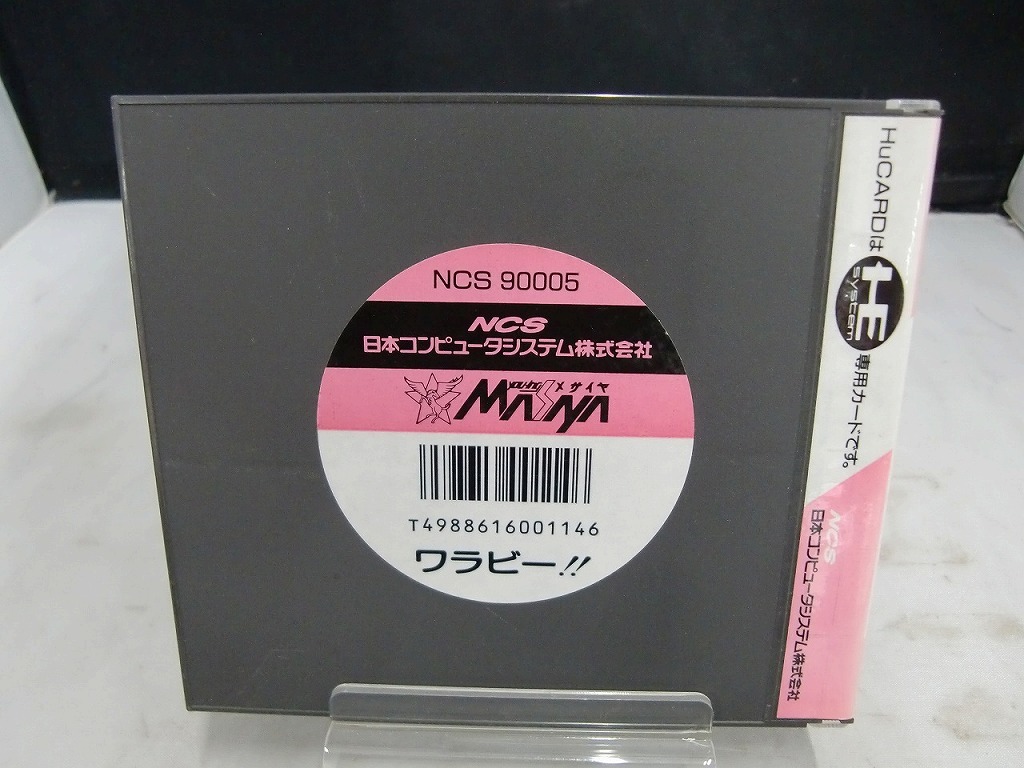 NCS 90005
NCS
日本コンピュータシステム株式会社
メサイヤ
MASAYA
T4988616001146
ワラビー!!
HuCARDは HE system 専用カードです。
NCS
日本コンピュータシステム株式会社